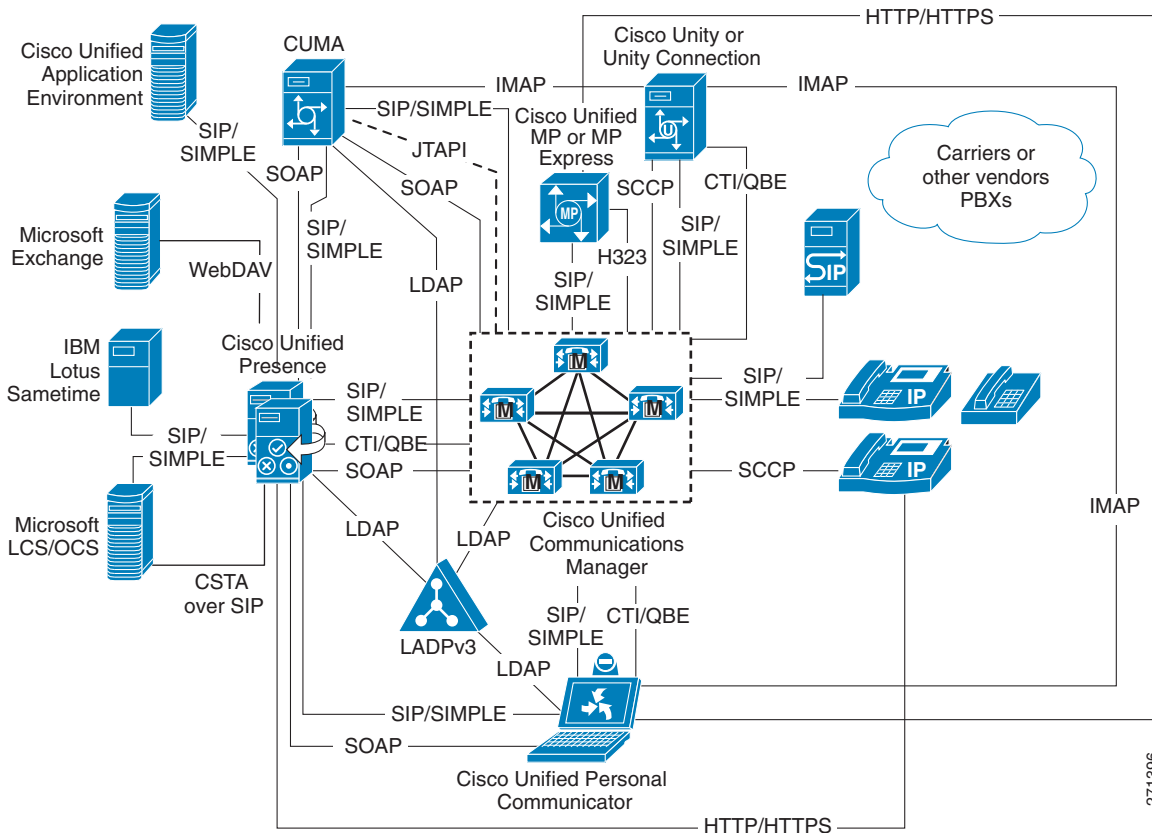 HTTP/HTTPS
Cisco Unified
Application
Environment
CUMA
Cisco Unity or
Unity Connection
IMAP
IMAP
SIP/SIMPLE
Cisco Unified
MP or MP
Express
SIP/
SIMPLE
JTAPI
Carriers or
other vendors
PBXs
SOAP
SOAP
SCCP
CTI/QBE
MP
U
Microsoft
Exchange
SIP/
SIMPLE
SIP/
SIMPLE
H323
WebDAV
LDAP
SIP/
SIMPLE
SIP
IBM
Lotus
Sametime
Cisco Unified
Presence
M
M
M
M
M
SIP/
SIMPLE
SIP/
SIMPLE
IP
SIP/
SIMPLE
CTI/QBE
SOAP
SCCP
IP
IMAP
Microsoft
LCS/OCS
LDAP
LDAP
Cisco Unified
Communications
Manager
CSTA
over SIP
SIP/
SIMPLE
CTI/QBE
LADPv3
LDAP
SIP/SIMPLE
SOAP
Cisco Unified Personal
Communicator
271396
HTTP/HTTPS